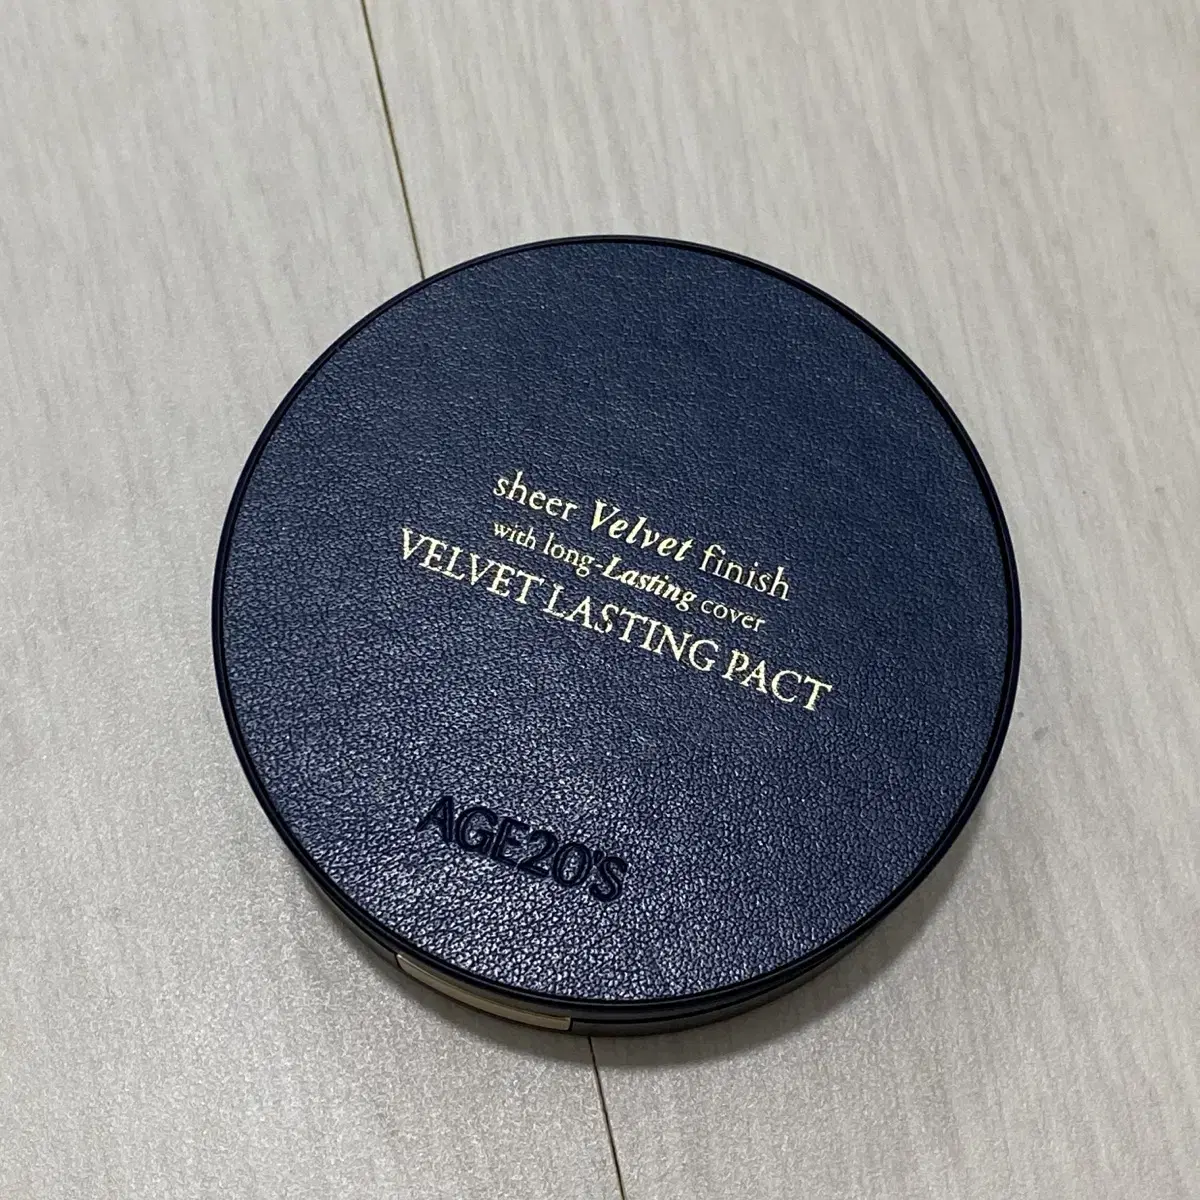 sheer Velvet finish
with long-Lasting cover
VELVET LASTING PACT
AGE20'S